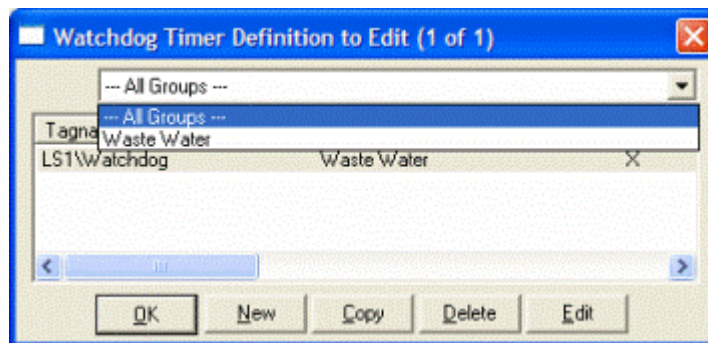 Watchdog Timer Definition to Edit (1 of 1)
--- All Groups ---
--- All Groups ---
Tagna
Waste Water
LS1\Watchdog Waste Water X
OK New Copy Delete Edit